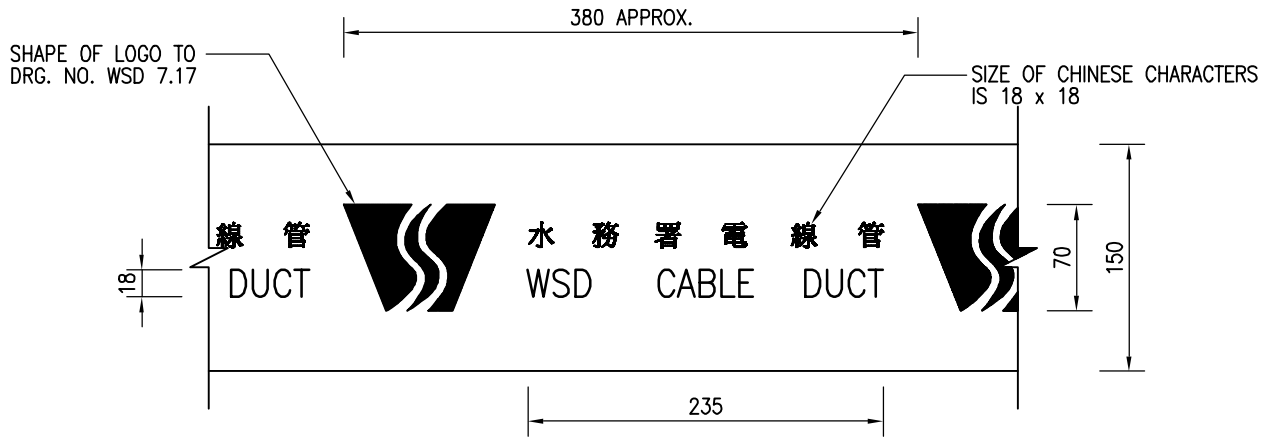 380 APPROX.
SHAPE OF LOGO TO
DRG. NO. WSD 7.17
SIZE OF CHINESE CHARACTERS
IS 18 x 18
線管 水務署電線管
DUCT WSD CABLE DUCT
18
70
150
235